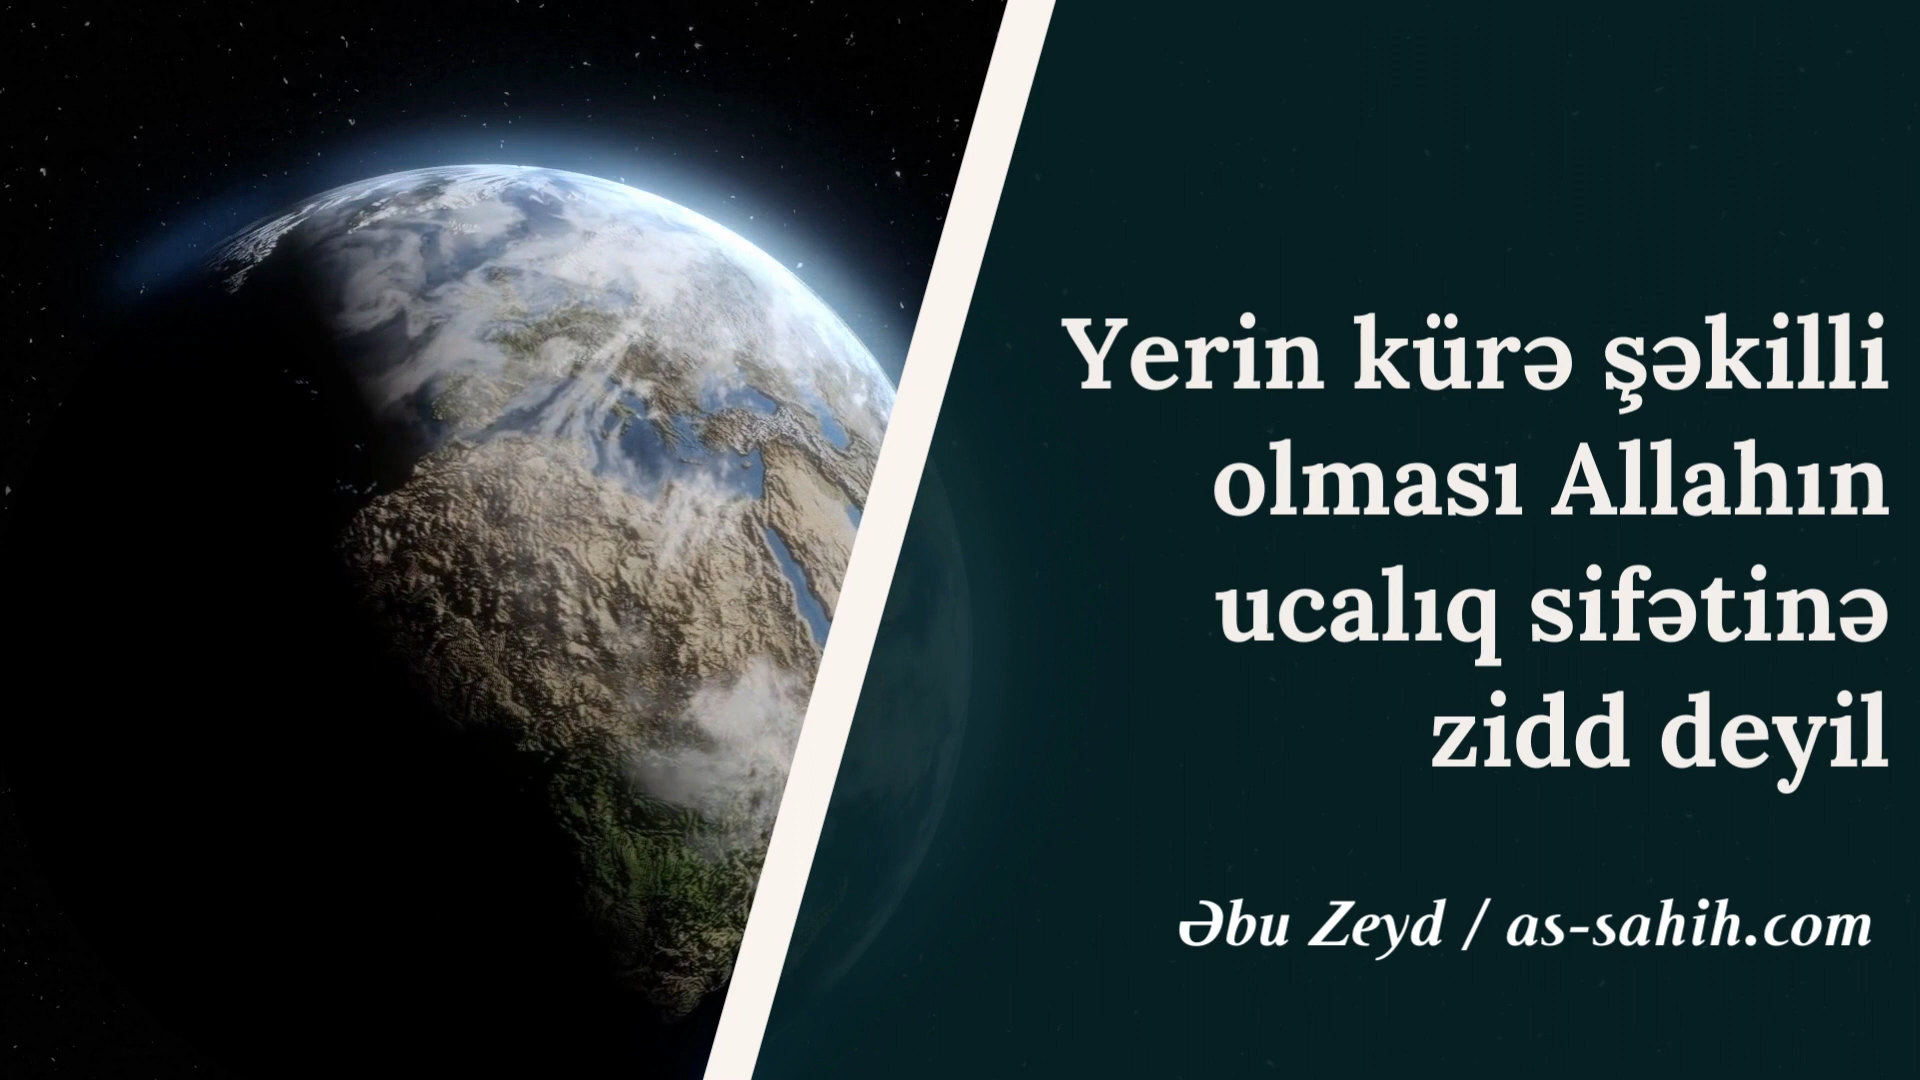 Yerin kürə şəkilli
olması Allahın
ucalıq sifətinə
zidd deyil
Əbu Zeyd / as-sahih.com